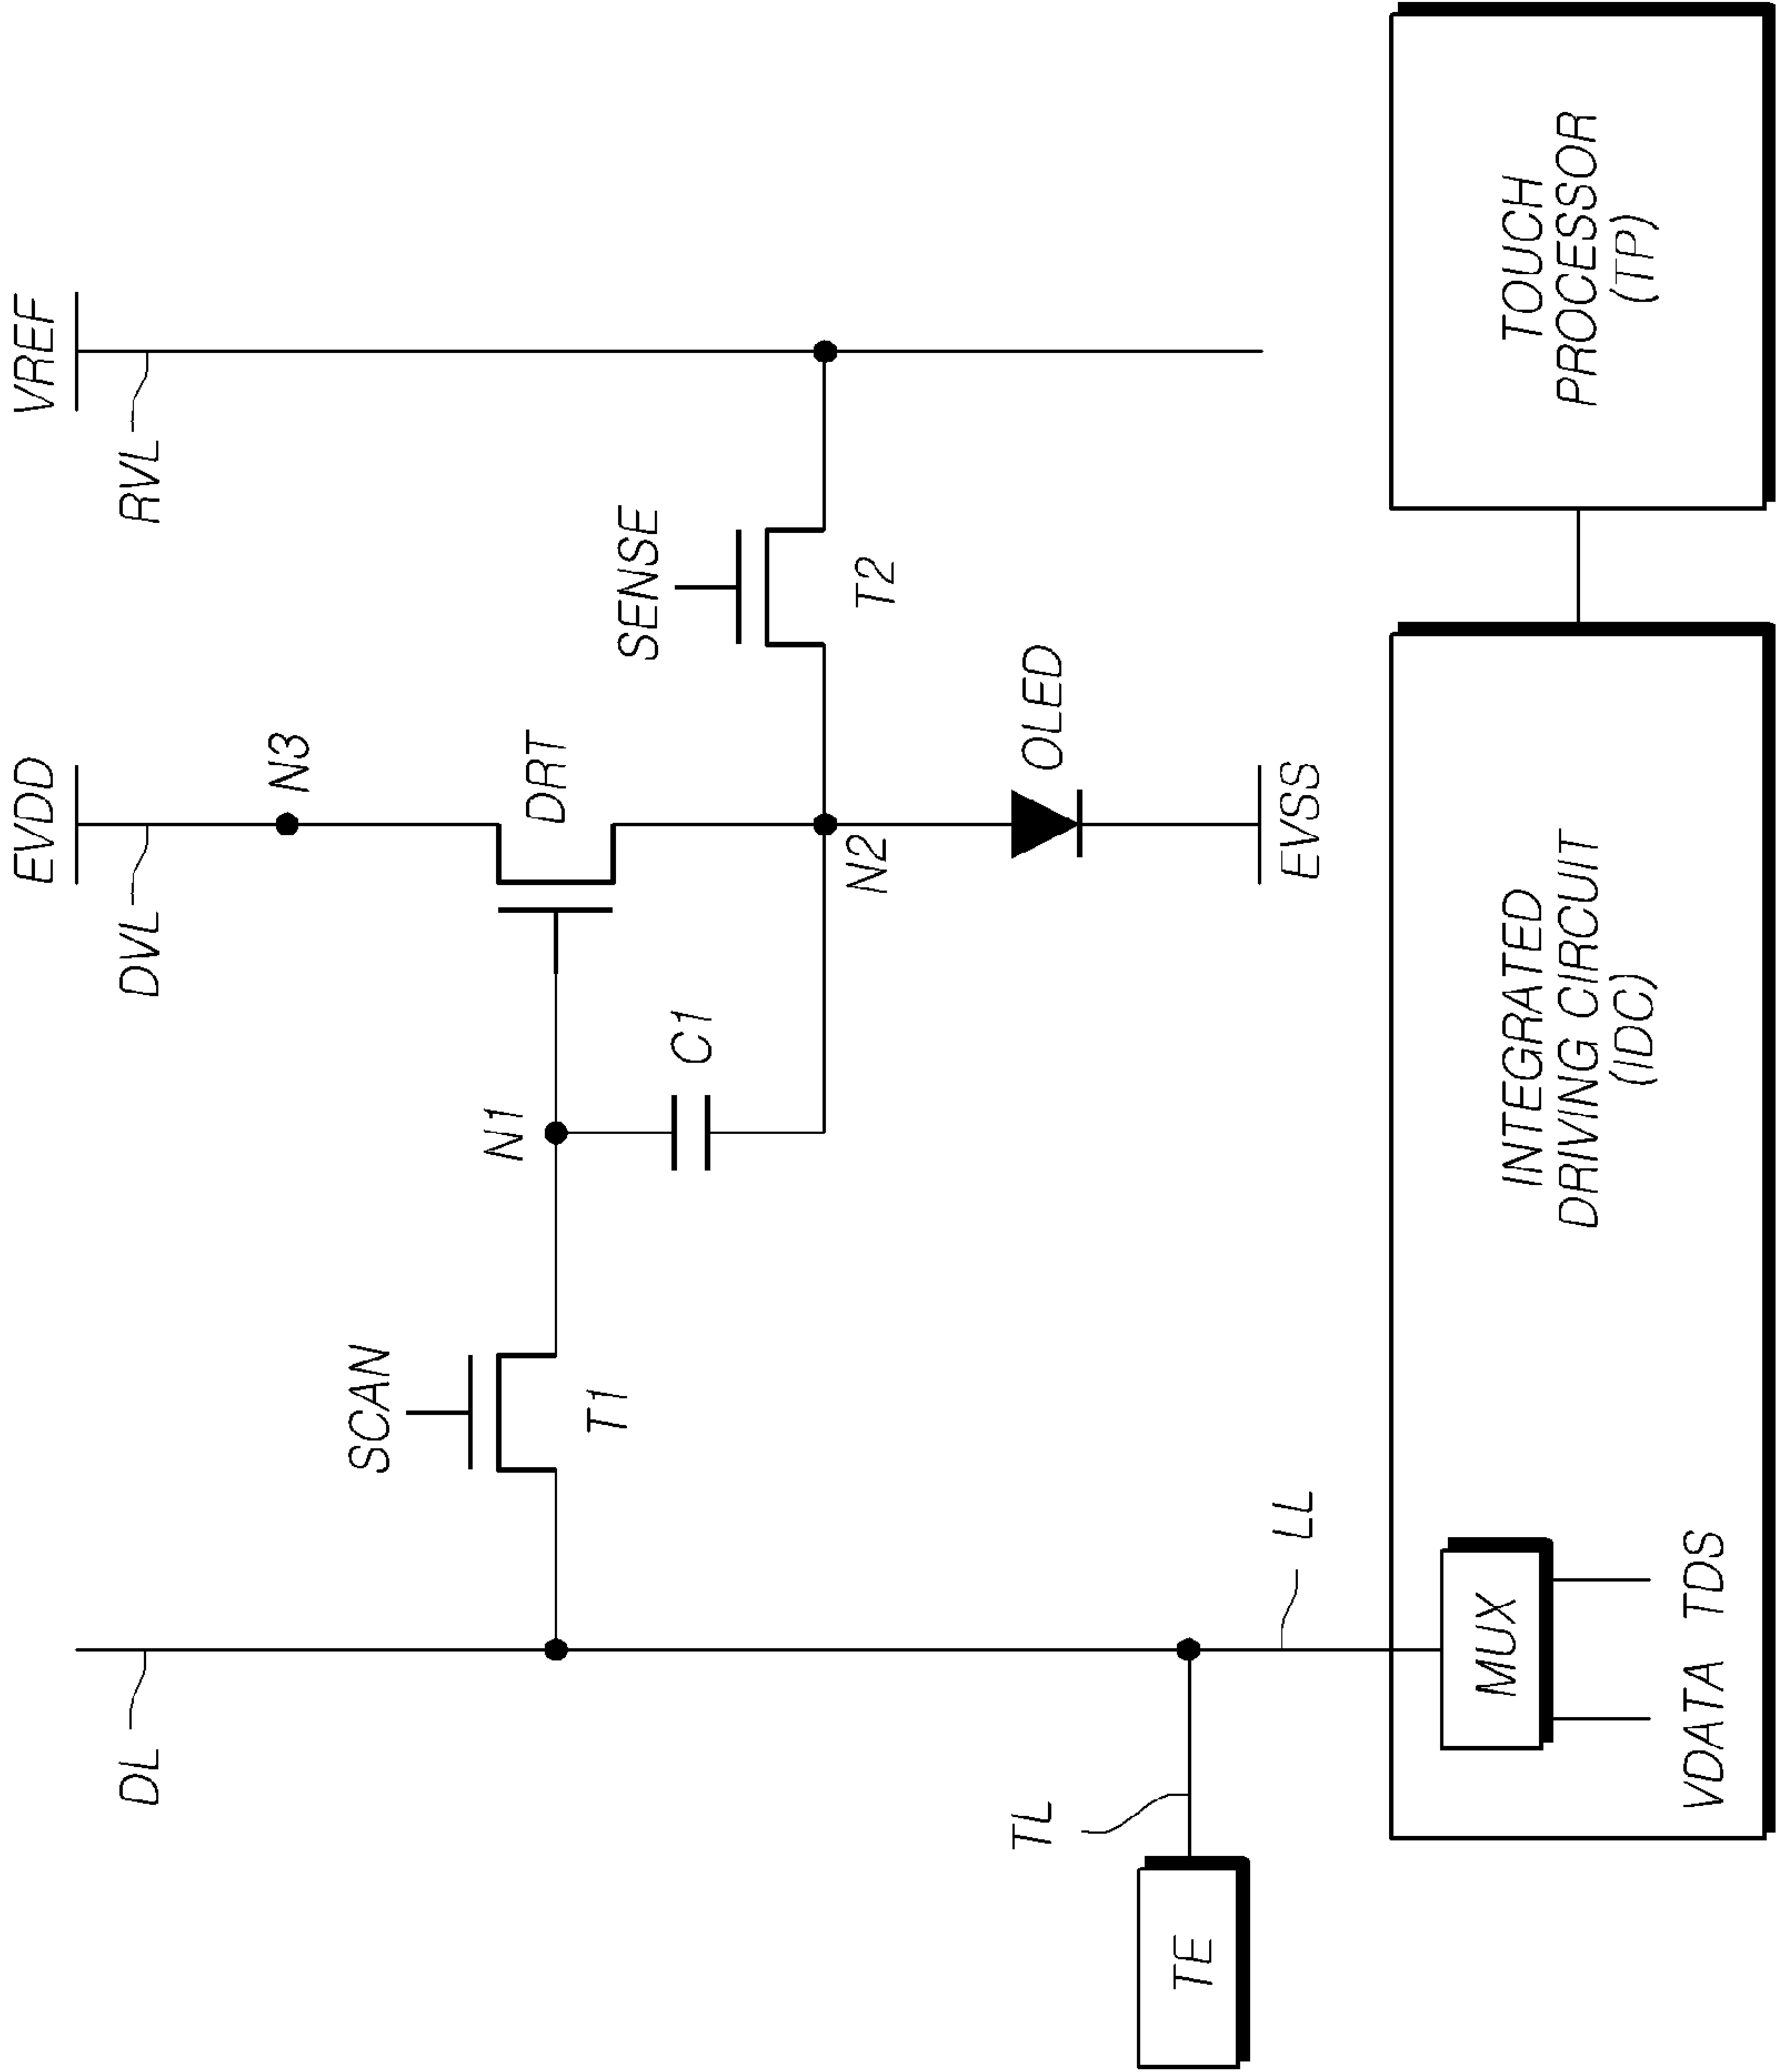 EVDD
VREF
DL
DVL
RVL
N3
SCAN
SENSE
N1
DRT
T1
C1
T2
N2
OLED
TL
TE
LL
EVSS
MUX
VDATA TDS
INTEGRATED
DRIVING CIRCUIT
(IDC)
TOUCH
PROCESSOR
(TP)